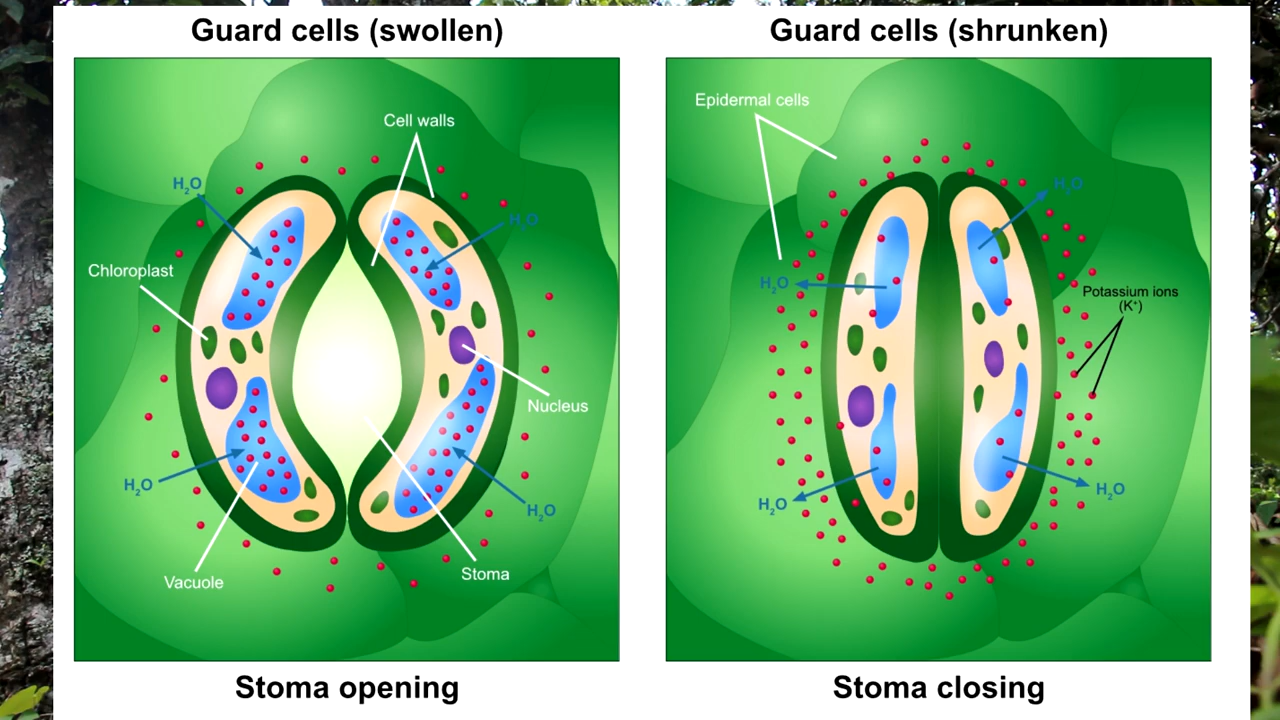 Guard cells (swollen)
Cell walls
H₂O
H₂O
Chloroplast
Nucleus
H₂O
H₂O
Vacuole
Stoma
Stoma opening
Guard cells (shrunken)
Epidermal cells
H₂O
H₂O
Potassium ions
(K⁺)
H₂O
H₂O
Stoma closing